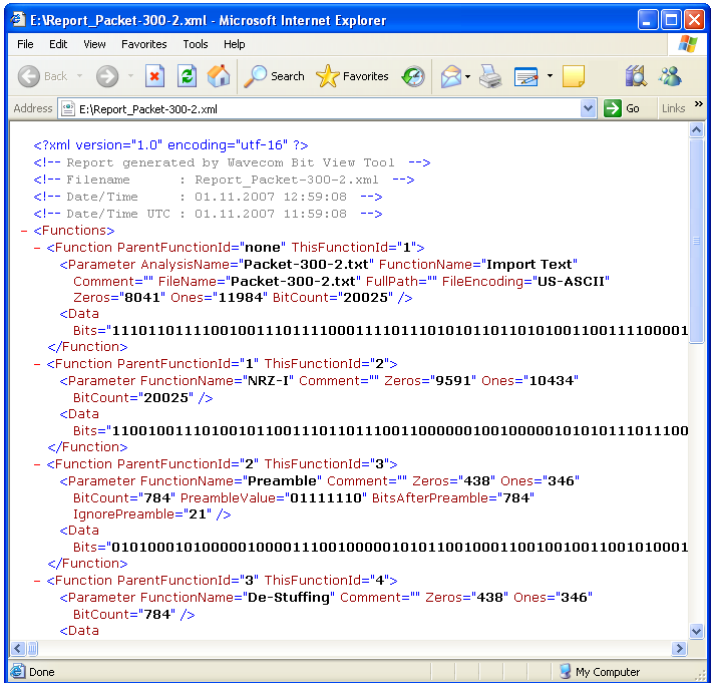 E:\Report_Packet-300-2.xml - Microsoft Internet Explorer
File Edit View Favorites Tools Help
Back Search Favorites
Address E:\Report_Packet-300-2.xml Go Links »
<?xml version="1.0" encoding="utf-16" ?>
<!-- Report generated by Wavecom Bit View Tool -->
<!-- Filename : Report_Packet-300-2.xml -->
<!-- Date/Time : 01.11.2007 12:59:08 -->
<!-- Date/Time UTC : 01.11.2007 11:59:08 -->
- <Functions>
- <Function ParentFunctionId="none" ThisFunctionId="1">
<Parameter AnalysisName="Packet-300-2.txt" FunctionName="Import Text"
Comment="" FileName="Packet-300-2.txt" FullPath="" FileEncoding="US-ASCII"
Zeros="8041" Ones="11984" BitCount="20025" />
<Data
Bits="1110110111100100111011110001111011101010110110101001100111100001
</Function>
- <Function ParentFunctionId="1" ThisFunctionId="2">
<Parameter FunctionName="NRZ-I" Comment="" Zeros="9591" Ones="10434"
BitCount="20025" />
<Data
Bits="1100100111010010110011101101110011000000100100000101010111011100
</Function>
- <Function ParentFunctionId="2" ThisFunctionId="3">
<Parameter FunctionName="Preamble" Comment="" Zeros="438" Ones="346"
BitCount="784" PreambleValue="01111110" BitsAfterPreamble="784"
IgnorePreamble="21" />
<Data
Bits="0101000101000001000011100100000101011001000110010010011001010001
</Function>
- <Function ParentFunctionId="3" ThisFunctionId="4">
<Parameter FunctionName="De-Stuffing" Comment="" Zeros="438" Ones="346"
BitCount="784" />
<Data
Done My Computer